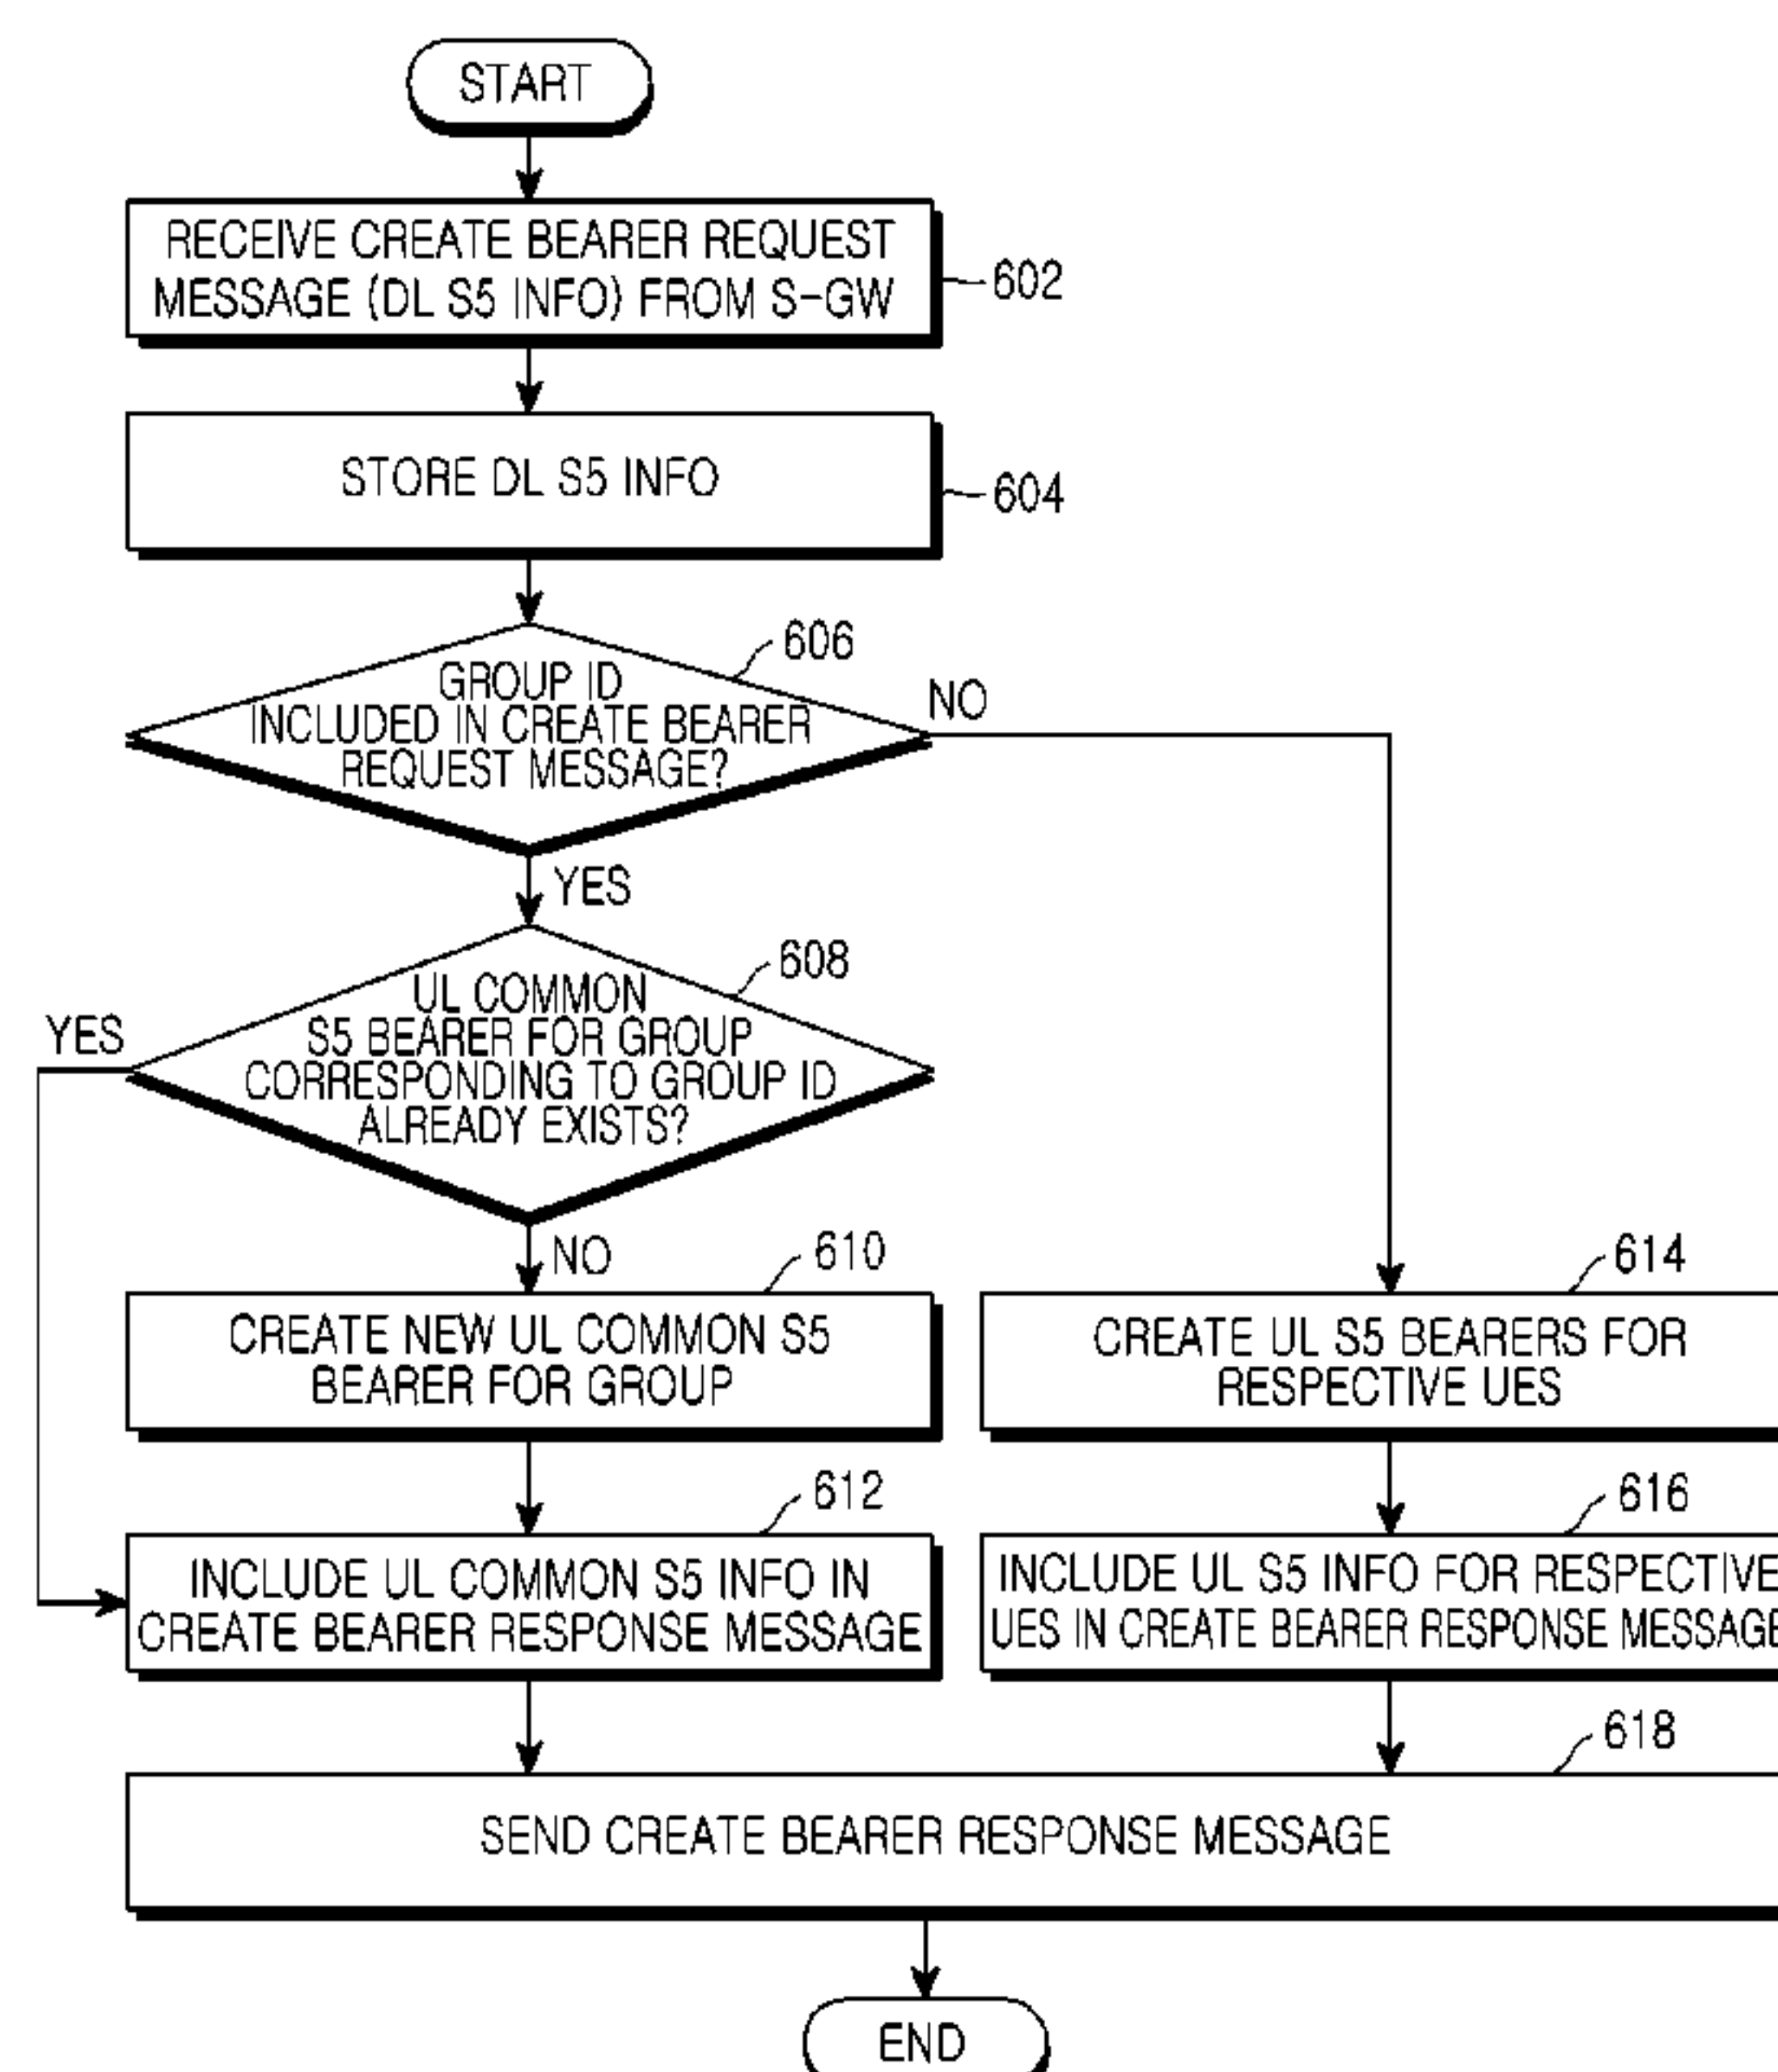 START
RECEIVE CREATE BEARER REQUEST
MESSAGE (DL S5 INFO) FROM S-GW
602
STORE DL S5 INFO
604
606
GROUP ID
INCLUDED IN CREATE BEARER
REQUEST MESSAGE?
NO
YES
608
UL COMMON
S5 BEARER FOR GROUP
CORRESPONDING TO GROUP ID
ALREADY EXISTS?
YES
NO
610
CREATE NEW UL COMMON S5
BEARER FOR GROUP
614
CREATE UL S5 BEARERS FOR
RESPECTIVE UES
612
INCLUDE UL COMMON S5 INFO IN
CREATE BEARER RESPONSE MESSAGE
616
INCLUDE UL S5 INFO FOR RESPECTIVE
UES IN CREATE BEARER RESPONSE MESSAGE
618
SEND CREATE BEARER RESPONSE MESSAGE
END